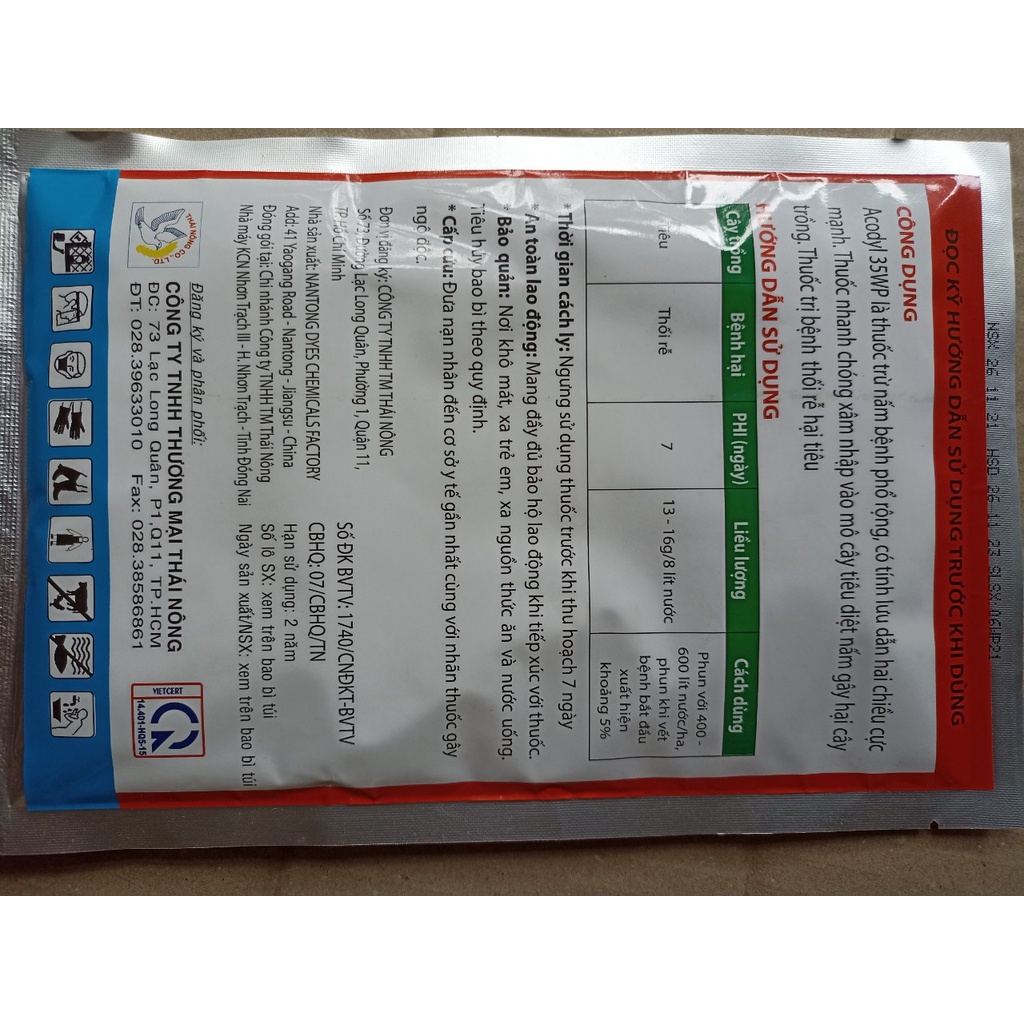 NSX 26 11 21 HSD 26 11 23 SLSX 06HP21
ĐỌC KỸ HƯỚNG DẪN SỬ DỤNG TRƯỚC KHI DÙNG
CÔNG DỤNG
Acodyl 35WP là thuốc trừ nấm bệnh phổ rộng, có tính lưu dẫn hai chiều cực
mạnh. Thuốc nhanh chóng xâm nhập vào mô cây tiêu diệt nấm gây hại cây
trồng. Thuốc trị bệnh thối rễ hại tiêu
HƯỚNG DẪN SỬ DỤNG
Cây trồng Bệnh hại PHI (ngày) Liều lượng Cách dùng
Tiêu Thối rễ 7 13 - 16g/8 lít nước Phun với 400 -
600 lít nước/ha,
phun khi vết
bệnh bắt đầu
xuất hiện
khoảng 5%
* Thời gian cách ly: Ngưng sử dụng thuốc trước khi thu hoạch 7 ngày
* An toàn lao động: Mang đầy đủ bảo hộ lao động khi tiếp xúc với thuốc.
* Bảo quản: Nơi khô mát, xa trẻ em, xa nguồn thức ăn và nước uống.
Tiêu hủy bao bì theo quy định.
* Cấp cứu: Đưa nạn nhân đến cơ sở y tế gần nhất cùng với nhãn thuốc gây
ngộ độc.
Đơn vị đăng ký: CÔNG TY TNHH TM THÁI NÔNG
Số 73 Đường Lạc Long Quân, Phường 1, Quận 11,
TP.Hồ Chí Minh
Nhà sản xuất: NANTONG DYES CHEMICALS FACTORY
Add: 41 Yaogang Road - Nantong - Jiangsu - China
Đóng gói tại: Chi nhánh Công ty TNHH TM Thái Nông
Nhà máy KCN Nhơn Trạch III - H. Nhơn Trạch - Tỉnh Đồng Nai
Số ĐK BVTV: 1740/CNĐKT-BVTV
CBHQ: 07/CBHQ/TN
Hạn sử dụng: 2 năm
Số lô SX: xem trên bao bì túi
Ngày sản xuất/NSX: xem trên bao bì túi
THÁI NÔNG CO., LTD.
Đăng ký và phân phối:
CÔNG TY TNHH THƯƠNG MẠI THÁI NÔNG
ĐC: 73 Lạc Long Quân, P1,Q11, TP.HCM
ĐT: 028.39633010 Fax: 028.38586861
VIETCERT
14.401-HQ5-15